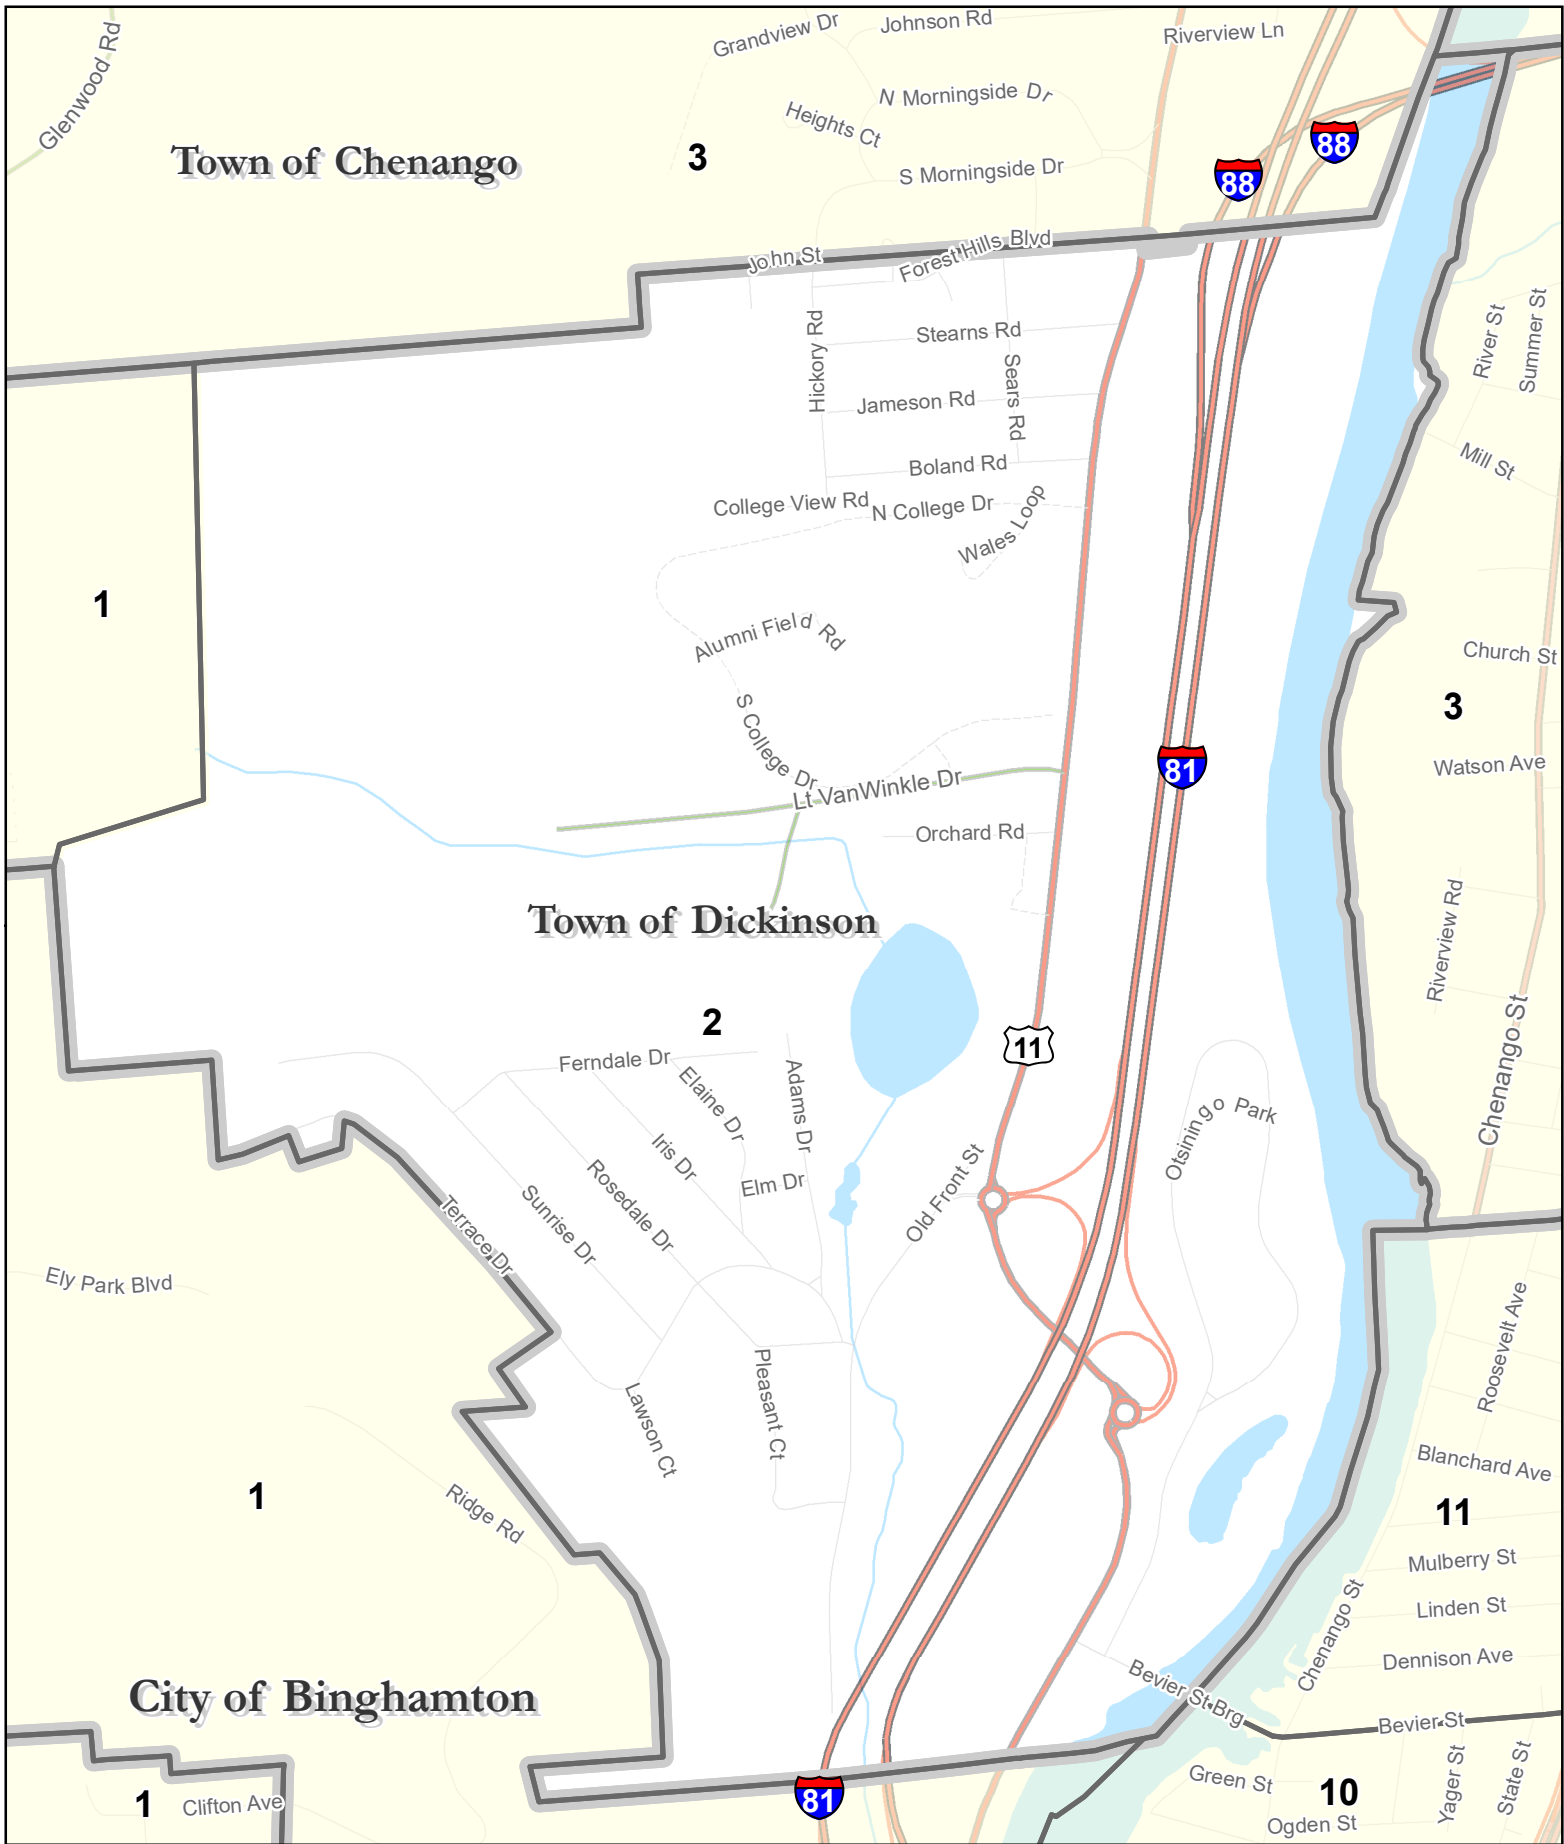 Glenwood Rd
Grandview Dr
Johnson Rd
Riverview Ln
N Morningside Dr
Heights Ct
Town of Chenango
3
88
88
S Morningside Dr
John St
Forest Hills Blvd
Hickory Rd
Stearns Rd
Sears Rd
Jameson Rd
Boland Rd
College View Rd
N College Dr
Wales Loop
River St
Summer St
Mill St
1
Alumni Field Rd
Church St
3
S College Dr
81
Watson Ave
Lt VanWinkle Dr
Orchard Rd
Town of Dickinson
Riverview Rd
2
11
Chenango St
Ferndale Dr
Elaine Dr
Adams Dr
Otsiningo Park
Iris Dr
Rosedale Dr
Elm Dr
Old Front St
Sunrise Dr
Terrace Dr
Ely Park Blvd
Roosevelt Ave
Pleasant Ct
Lawson Ct
Blanchard Ave
1
Ridge Rd
11
Mulberry St
Linden St
Chenango St
Dennison Ave
City of Binghamton
Bevier St Brg
Bevier St
Green St
10
Yager St
State St
1
Clifton Ave
81
Ogden St